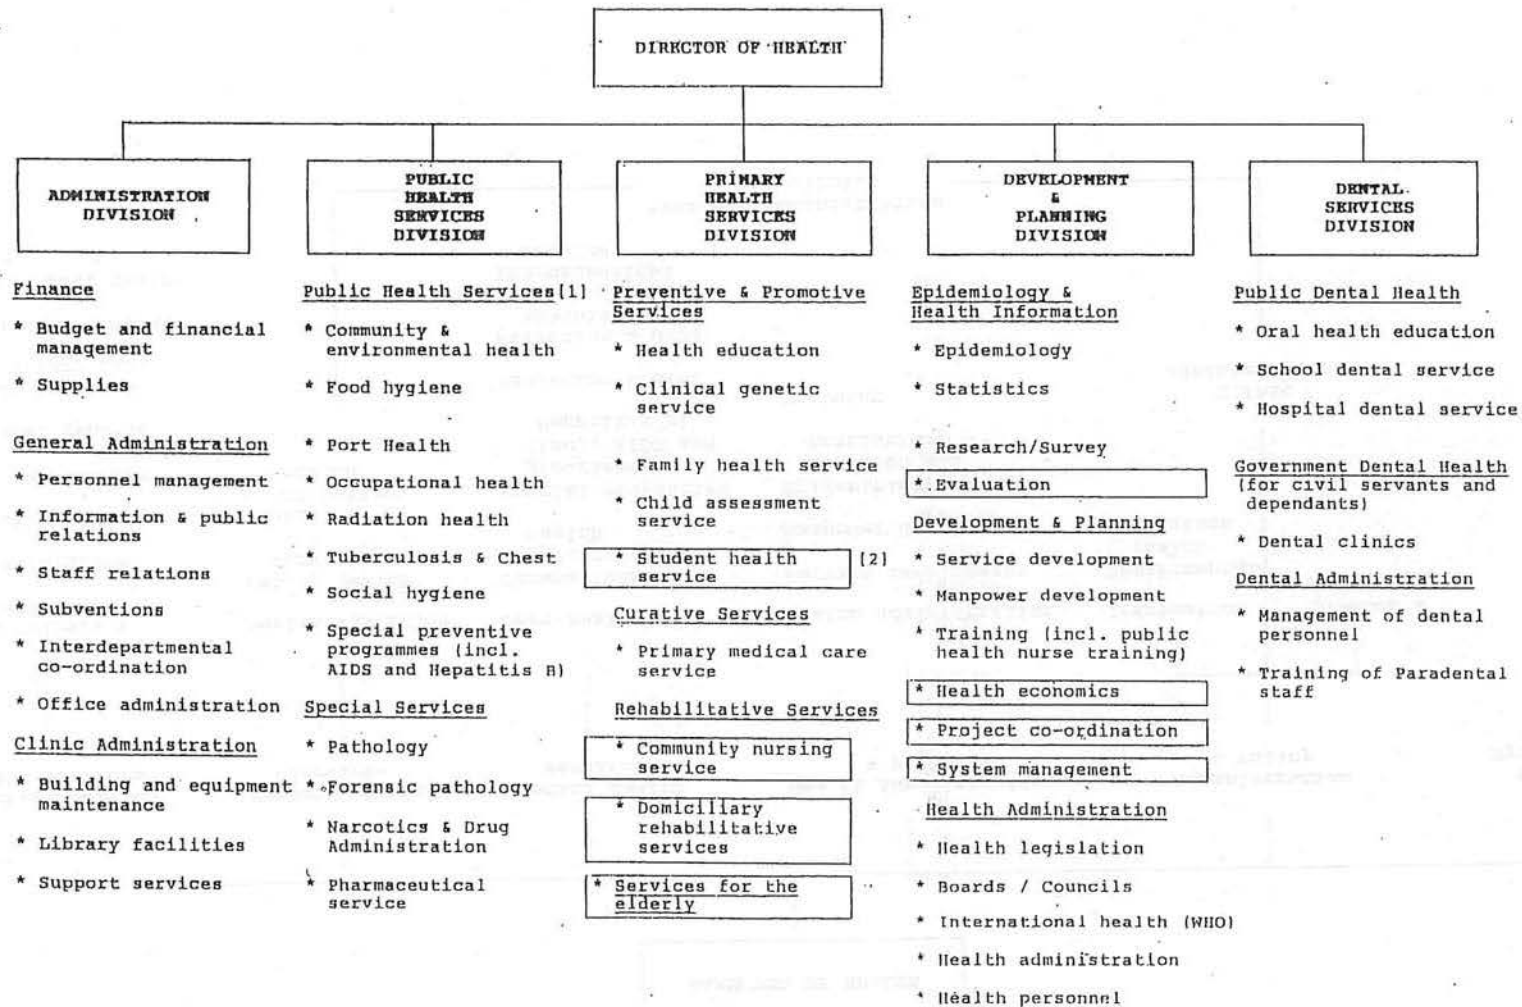 DIRECTOR OF HEALTH
ADMINISTRATION
DIVISION
Finance
* Budget and financial
management
* Supplies
General Administration
* Personnel management
* Information & public
relations
* Staff relations
* Subventions
* Interdepartmental
co-ordination
* Office administration
Clinic Administration
* Building and equipment
maintenance
* Library facilities
* Support services
PUBLIC
HEALTH
SERVICES
DIVISION
Public Health Services [1]
* Community &
environmental health
* Food hygiene
* Port Health
* Occupational health
* Radiation health
* Tuberculosis & Chest
* Social hygiene
* Special preventive
programmes (incl.
AIDS and Hepatitis B)
Special Services
* Pathology
* Forensic pathology
* Narcotics & Drug
Administration
* Pharmaceutical
service
PRIMARY
HEALTH
SERVICES
DIVISION
Preventive & Promotive
Services
* Health education
* Clinical genetic
service
* Family health service
* Child assessment
service
* Student health [2]
service
Curative Services
* Primary medical care
service
Rehabilitative Services
* Community nursing
service
* Domiciliary
rehabilitative
services
* Services for the
elderly
DEVELOPMENT
&
PLANNING
DIVISION
Epidemiology &
Health Information
* Epidemiology
* Statistics
* Research/Survey
* Evaluation
Development & Planning
* Service development
* Manpower development
* Training (incl. public
health nurse training)
* Health economics
* Project co-ordination
* System management
Health Administration
* Health legislation
* Boards / Councils
* International health (WHO)
* Health administration
* Health personnel
DENTAL
SERVICES
DIVISION
Public Dental Health
* Oral health education
* School dental service
* Hospital dental service
Government Dental Health
(for civil servants and
dependants)
* Dental clinics
Dental Administration
* Management of dental
personnel
* Training of Paradental
staff